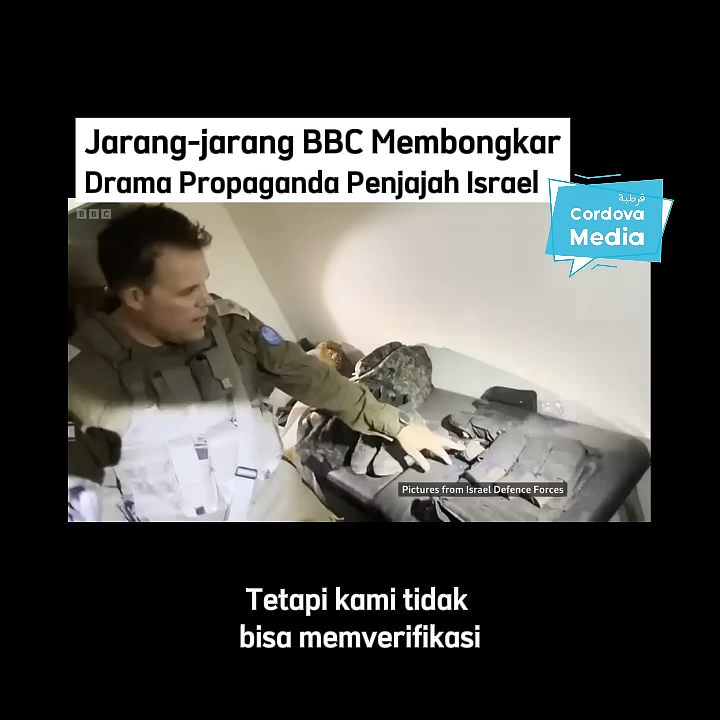 Jarang-jarang BBC Membongkar
Drama Propaganda Penjajah Israel
قرطبة
Cordova
Media
BBC
Pictures from Israel Defence Forces
Tetapi kami tidak
bisa memverifikasi